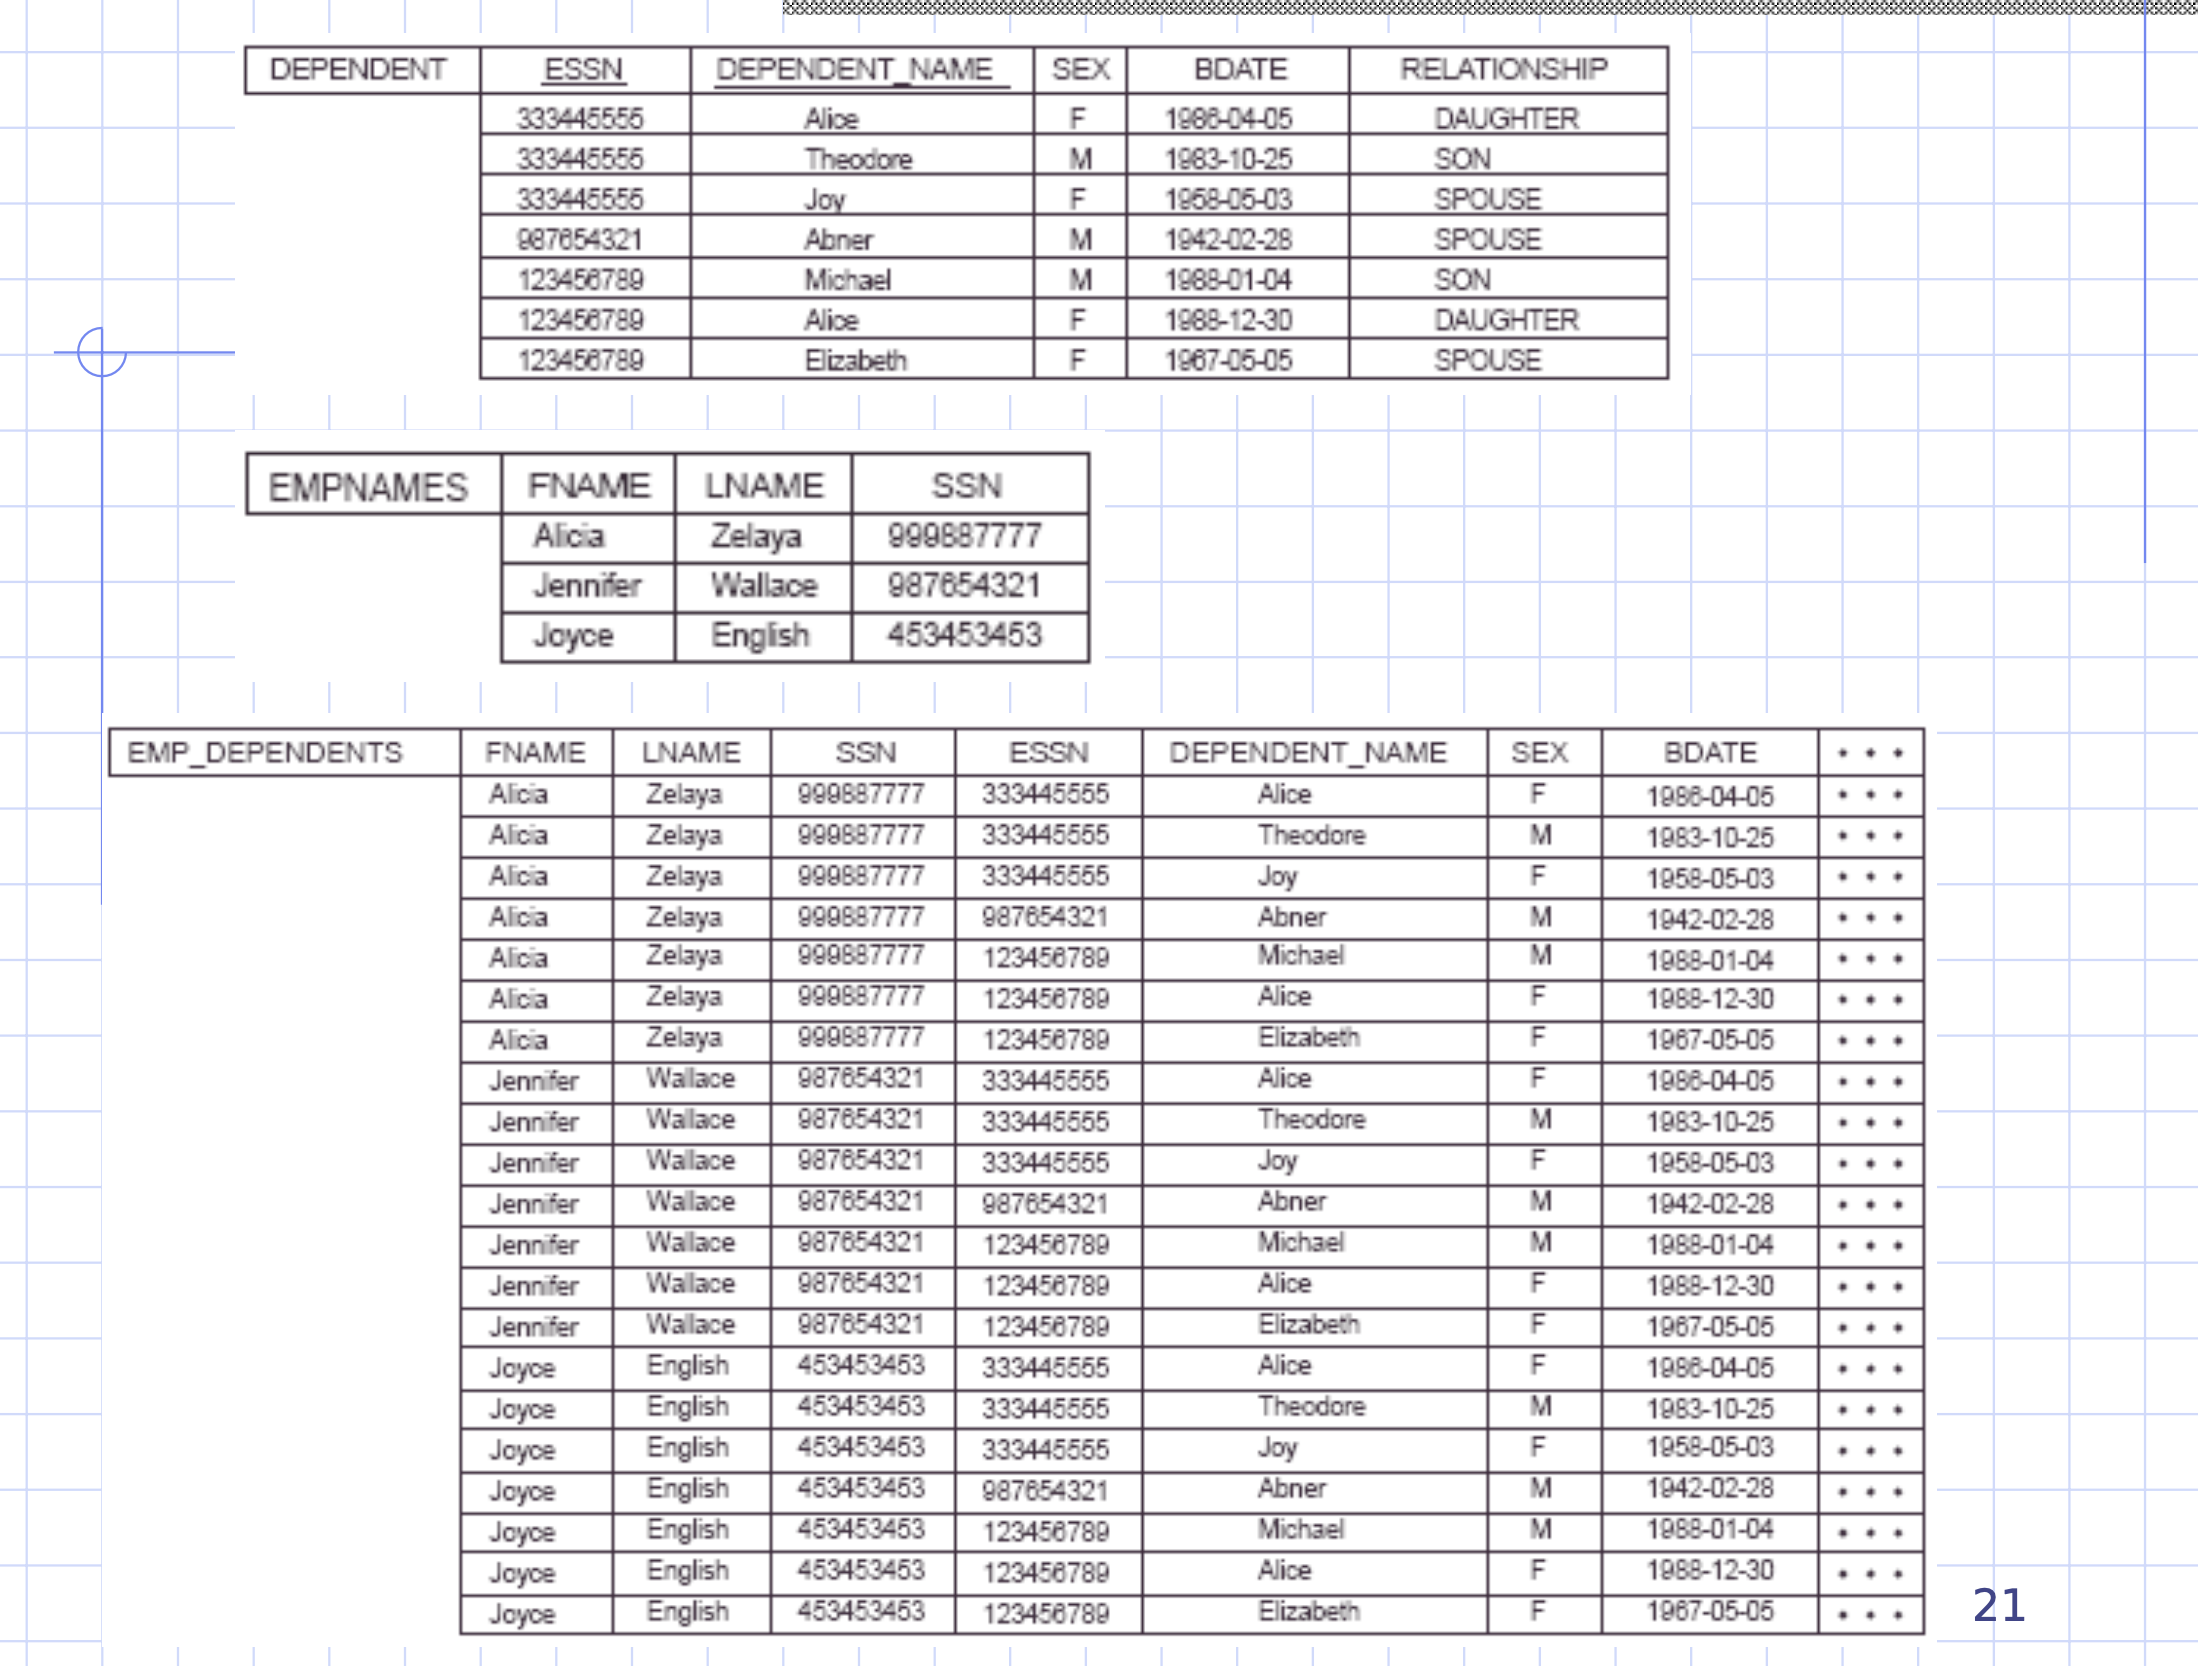 DEPENDENT ESSN DEPENDENT_NAME SEX BDATE RELATIONSHIP
333445555 Alice F 1986-04-05 DAUGHTER
333445555 Theodore M 1983-10-25 SON
333445555 Joy F 1958-05-03 SPOUSE
987654321 Abner M 1942-02-28 SPOUSE
123456789 Michael M 1988-01-04 SON
123456789 Alice F 1988-12-30 DAUGHTER
123456789 Elizabeth F 1967-05-05 SPOUSE
EMPNAMES FNAME LNAME SSN
Alicia Zelaya 999887777
Jennifer Wallace 987654321
Joyce English 453453453
EMP_DEPENDENTS FNAME LNAME SSN ESSN DEPENDENT_NAME SEX BDATE • • •
Alicia Zelaya 999887777 333445555 Alice F 1986-04-05 • • •
Alicia Zelaya 999887777 333445555 Theodore M 1983-10-25 • • •
Alicia Zelaya 999887777 333445555 Joy F 1958-05-03 • • •
Alicia Zelaya 999887777 987654321 Abner M 1942-02-28 • • •
Alicia Zelaya 999887777 123456789 Michael M 1988-01-04 • • •
Alicia Zelaya 999887777 123456789 Alice F 1988-12-30 • • •
Alicia Zelaya 999887777 123456789 Elizabeth F 1967-05-05 • • •
Jennifer Wallace 987654321 333445555 Alice F 1986-04-05 • • •
Jennifer Wallace 987654321 333445555 Theodore M 1983-10-25 • • •
Jennifer Wallace 987654321 333445555 Joy F 1958-05-03 • • •
Jennifer Wallace 987654321 987654321 Abner M 1942-02-28 • • •
Jennifer Wallace 987654321 123456789 Michael M 1988-01-04 • • •
Jennifer Wallace 987654321 123456789 Alice F 1988-12-30 • • •
Jennifer Wallace 987654321 123456789 Elizabeth F 1967-05-05 • • •
Joyce English 453453453 333445555 Alice F 1986-04-05 • • •
Joyce English 453453453 333445555 Theodore M 1983-10-25 • • •
Joyce English 453453453 333445555 Joy F 1958-05-03 • • •
Joyce English 453453453 987654321 Abner M 1942-02-28 • • •
Joyce English 453453453 123456789 Michael M 1988-01-04 • • •
Joyce English 453453453 123456789 Alice F 1988-12-30 • • •
Joyce English 453453453 123456789 Elizabeth F 1967-05-05 • • •
21